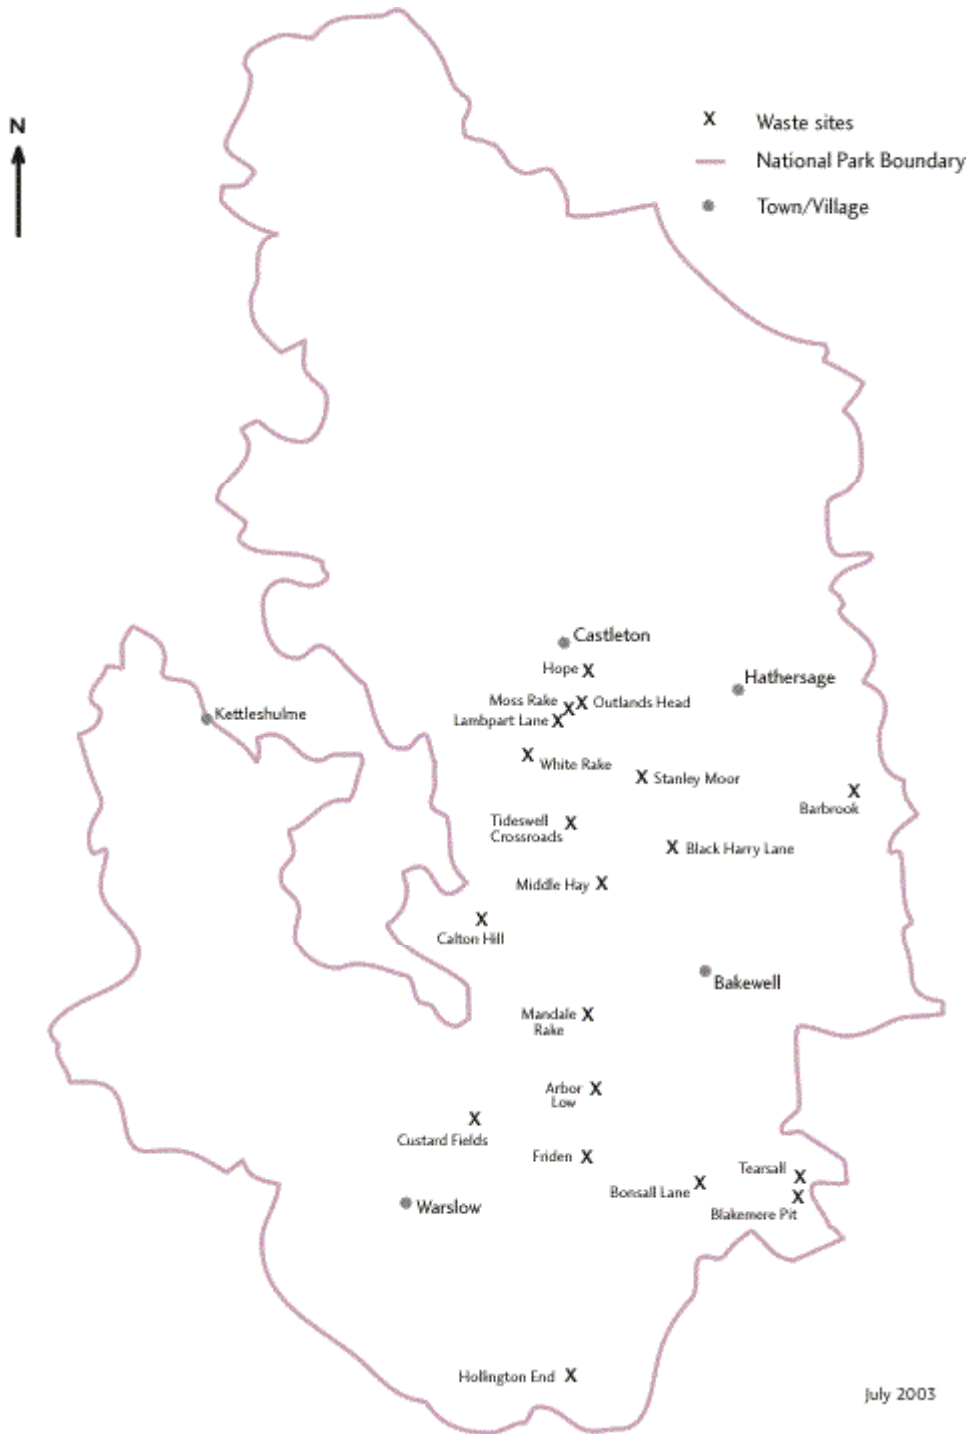 N
Waste sites
National Park Boundary
Town/Village
Castleton
Hope
Hathersage
Moss Rake
Outlands Head
Lambpart Lane
Kettleshulme
White Rake
Stanley Moor
Barbrook
Tideswell
Crossroads
Black Harry Lane
Middle Hay
Calton Hill
Bakewell
Mandale
Rake
Arbor
Low
Custard Fields
Friden
Tearsall
Bonsall Lane
Blakemere Pit
Warslow
Hollington End
July 2003